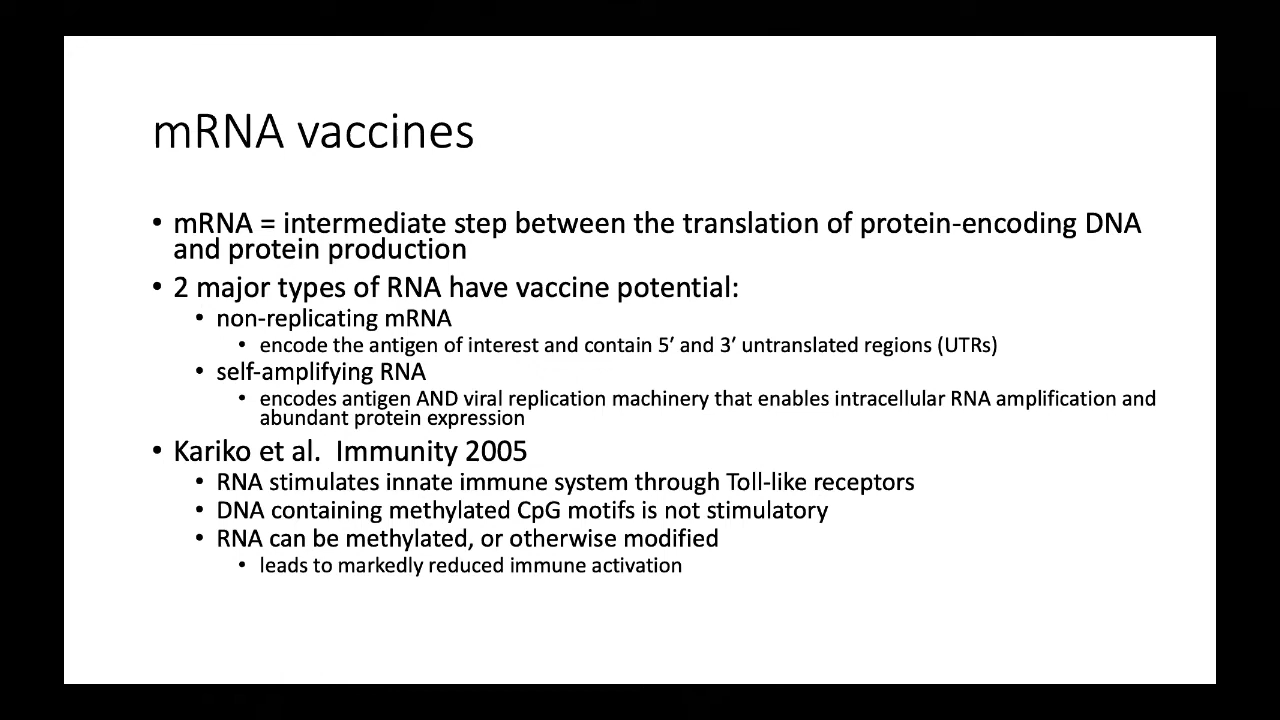 mRNA vaccines
• mRNA = intermediate step between the translation of protein-encoding DNA
and protein production
• 2 major types of RNA have vaccine potential:
• non-replicating mRNA
• encode the antigen of interest and contain 5′ and 3′ untranslated regions (UTRs)
• self-amplifying RNA
• encodes antigen AND viral replication machinery that enables intracellular RNA amplification and
abundant protein expression
• Kariko et al.  Immunity 2005
• RNA stimulates innate immune system through Toll-like receptors
• DNA containing methylated CpG motifs is not stimulatory
• RNA can be methylated, or otherwise modified
• leads to markedly reduced immune activation